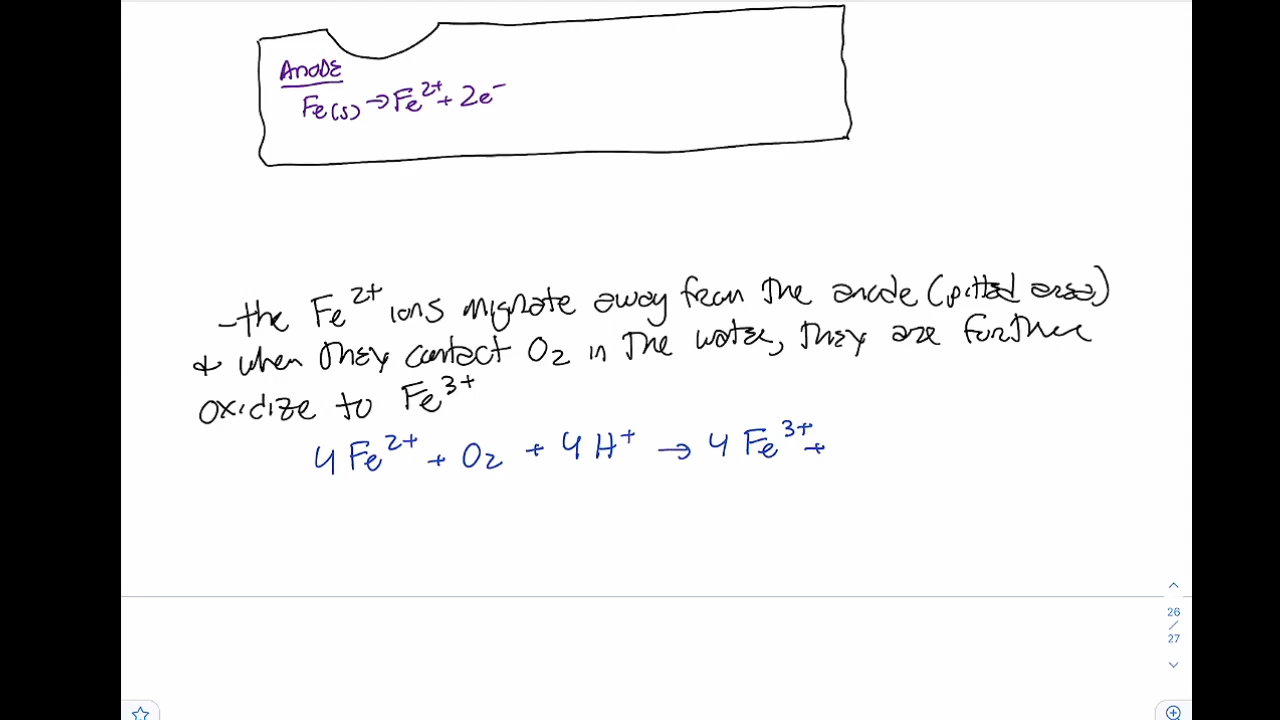 Anode
Fe(s) → Fe²⁺ + 2e⁻
- the Fe²⁺ ions migrate away from the anode (pitted area)
& when they contact O₂ in the water, they are further
oxidize to Fe³⁺
4 Fe²⁺ + O₂ + 4 H⁺ → 4 Fe³⁺ +
26
/
27